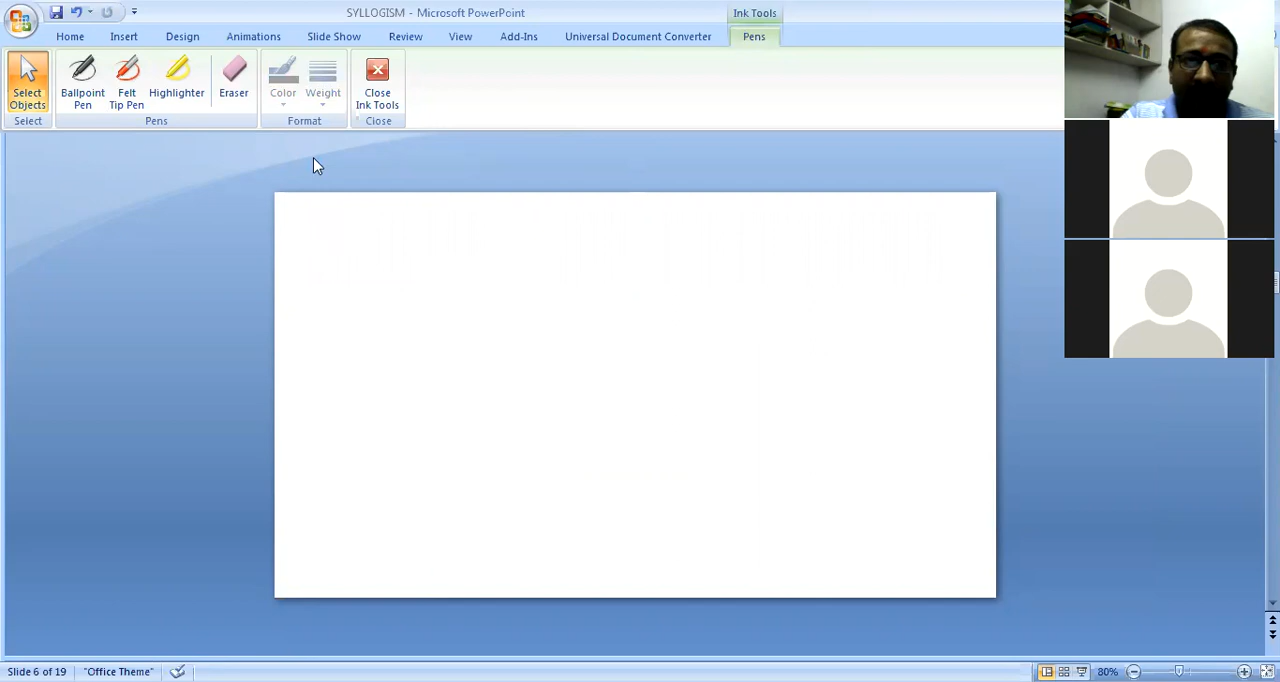 SYLLOGISM - Microsoft PowerPoint
Ink Tools
Home
Insert
Design
Animations
Slide Show
Review
View
Add-Ins
Universal Document Converter
Pens
Select Objects
Ballpoint Pen
Felt Tip Pen
Highlighter
Eraser
Color
Weight
Close Ink Tools
Select
Pens
Format
Close
Slide 6 of 19
"Office Theme"
80%